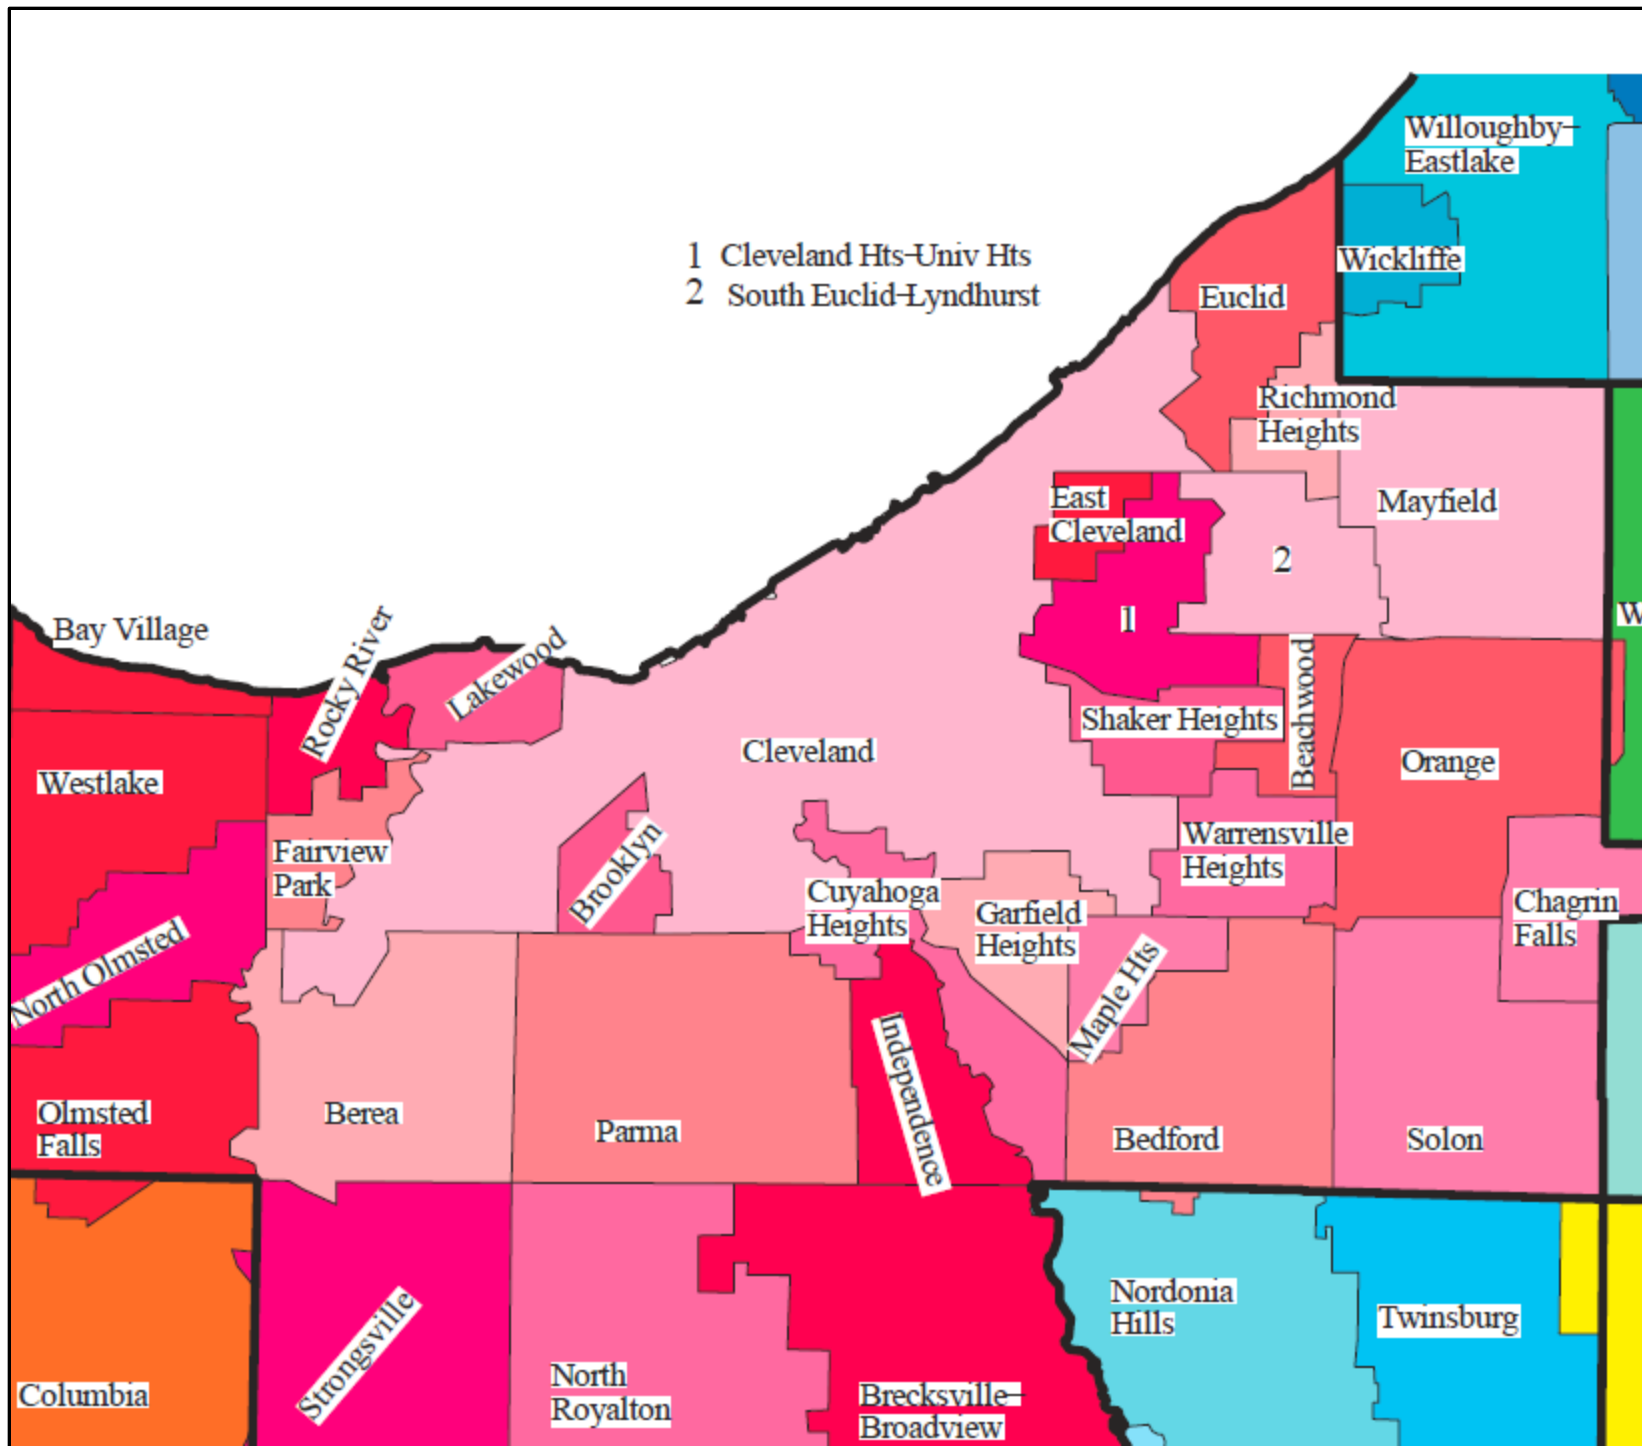 Willoughby-
Eastlake
1 Cleveland Hts-Univ Hts
2 South Euclid-Lyndhurst
Wickliffe
Euclid
Richmond
Heights
Mayfield
East
Cleveland
2
1
W
Bay Village
Rocky River
Lakewood
Beachwood
Shaker Heights
Cleveland
Orange
Westlake
Warrensville
Heights
Fairview
Park
Brooklyn
Cuyahoga
Heights
Garfield
Heights
Chagrin
Falls
North Olmsted
Maple Hts
Independence
Olmsted
Falls
Berea
Parma
Bedford
Solon
Nordonia
Hills
Twinsburg
Strongsville
Columbia
North
Royalton
Brecksville-
Broadview